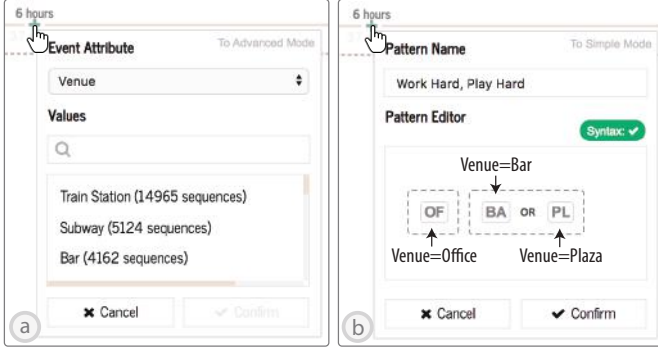 6 hours
Event Attribute
To Advanced Mode
Venue
Values
Train Station (14965 sequences)
Subway (5124 sequences)
Bar (4162 sequences)
✖ Cancel
✔ Confirm
a
6 hours
Pattern Name
To Simple Mode
Work Hard, Play Hard
Pattern Editor
Syntax: ✔
Venue=Bar
OF
BA OR PL
Venue=Office
Venue=Plaza
✖ Cancel
✔ Confirm
b